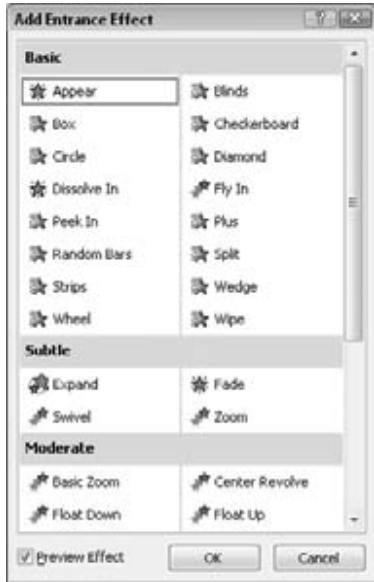 Add Entrance Effect
Basic
Appear Blinds
Box Checkerboard
Circle Diamond
Dissolve In Fly In
Peek In Plus
Random Bars Split
Strips Wedge
Wheel Wipe
Subtle
Expand Fade
Swivel Zoom
Moderate
Basic Zoom Center Revolve
Float Down Float Up
Preview Effect OK Cancel